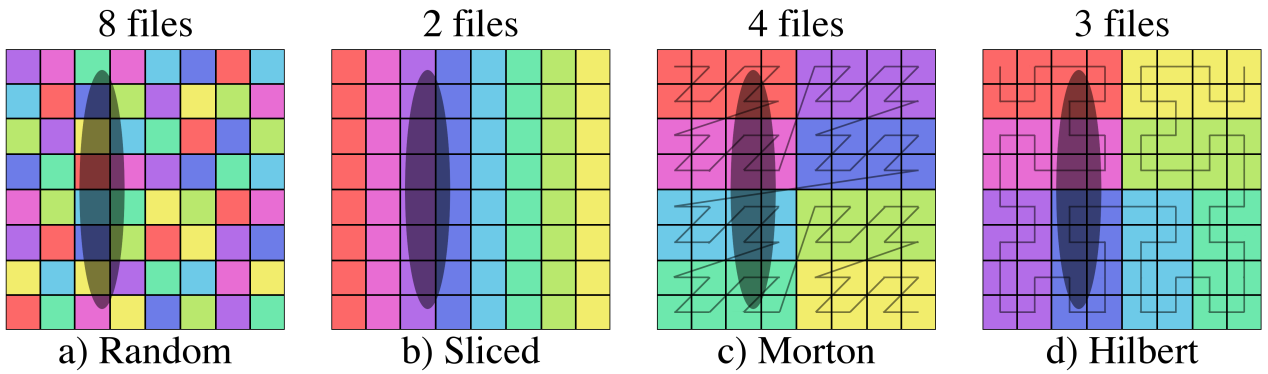 8 files
2 files
4 files
3 files
a) Random
b) Sliced
c) Morton
d) Hilbert